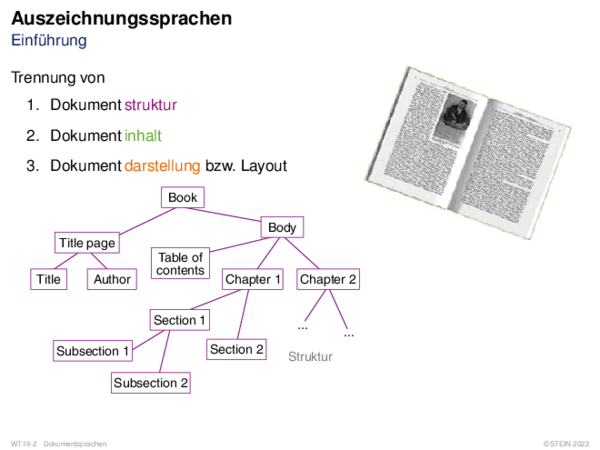 Auszeichnungssprachen
Einführung
Trennung von
1. Dokumentstruktur
2. Dokumentinhalt
3. Dokumentdarstellung bzw. Layout
Book
Body
Title page
Table of
contents
Title
Author
Chapter 1
Chapter 2
Section 1
...
...
Section 2
Subsection 1
Struktur
Subsection 2
WT:III-2 Dokumentsprachen
©STEIN 2022